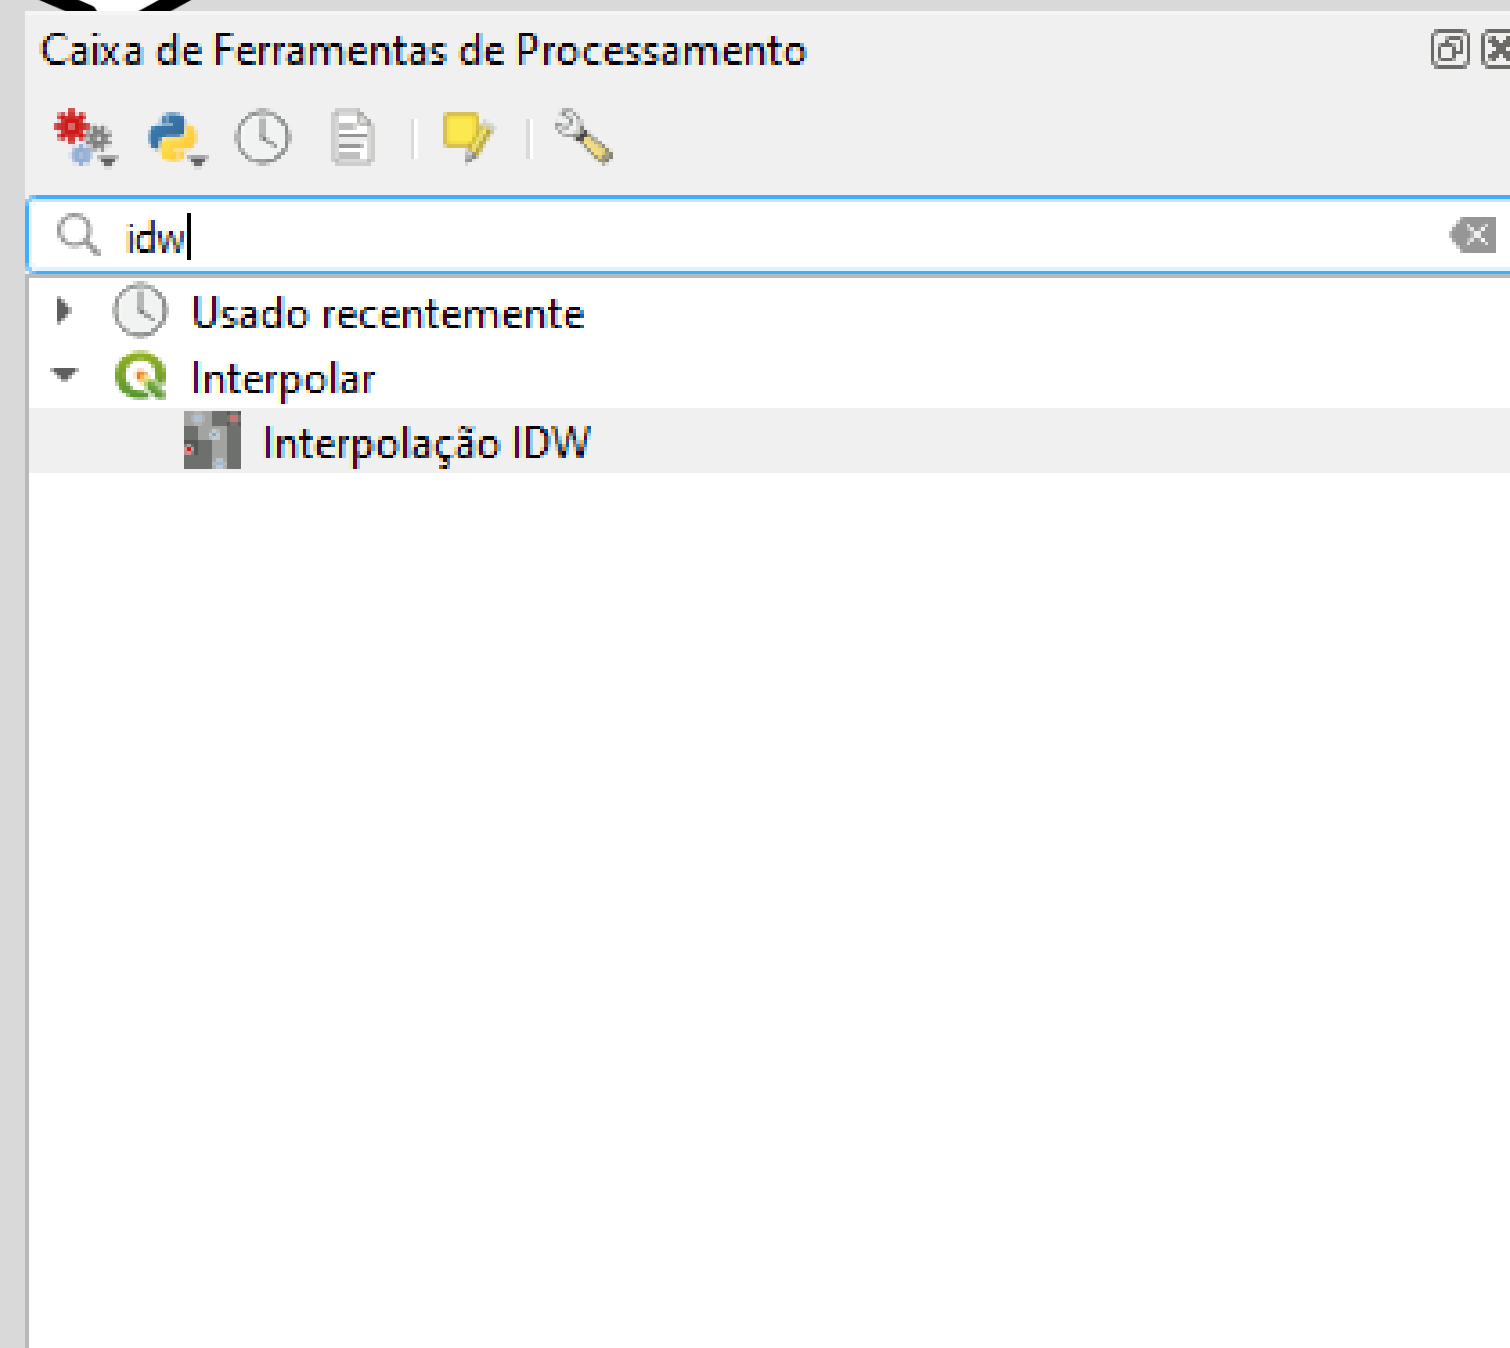 Caixa de Ferramentas de Processamento
idw
Usado recentemente
Interpolar
Interpolação IDW